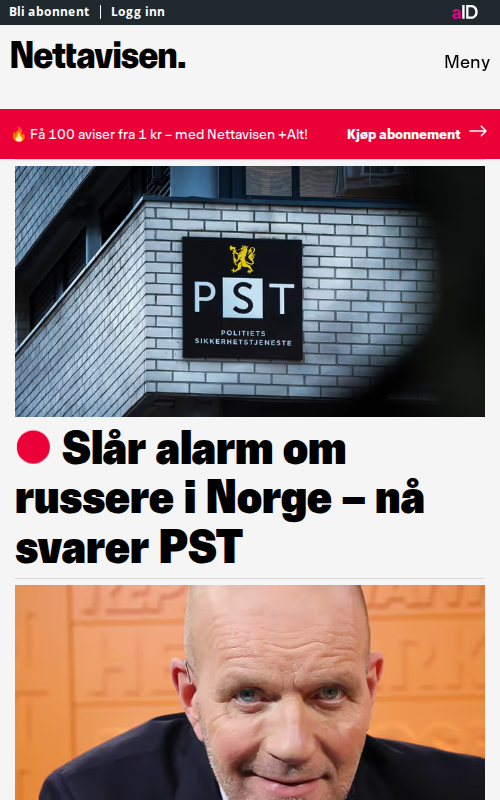 Bli abonnent | Logg inn
aID
Nettavisen.
Meny
🔥 Få 100 aviser fra 1 kr – med Nettavisen +Alt!
Kjøp abonnement →
PST
POLITIETS
SIKKERHETSTJENESTE
Slår alarm om
russere i Norge – nå
svarer PST